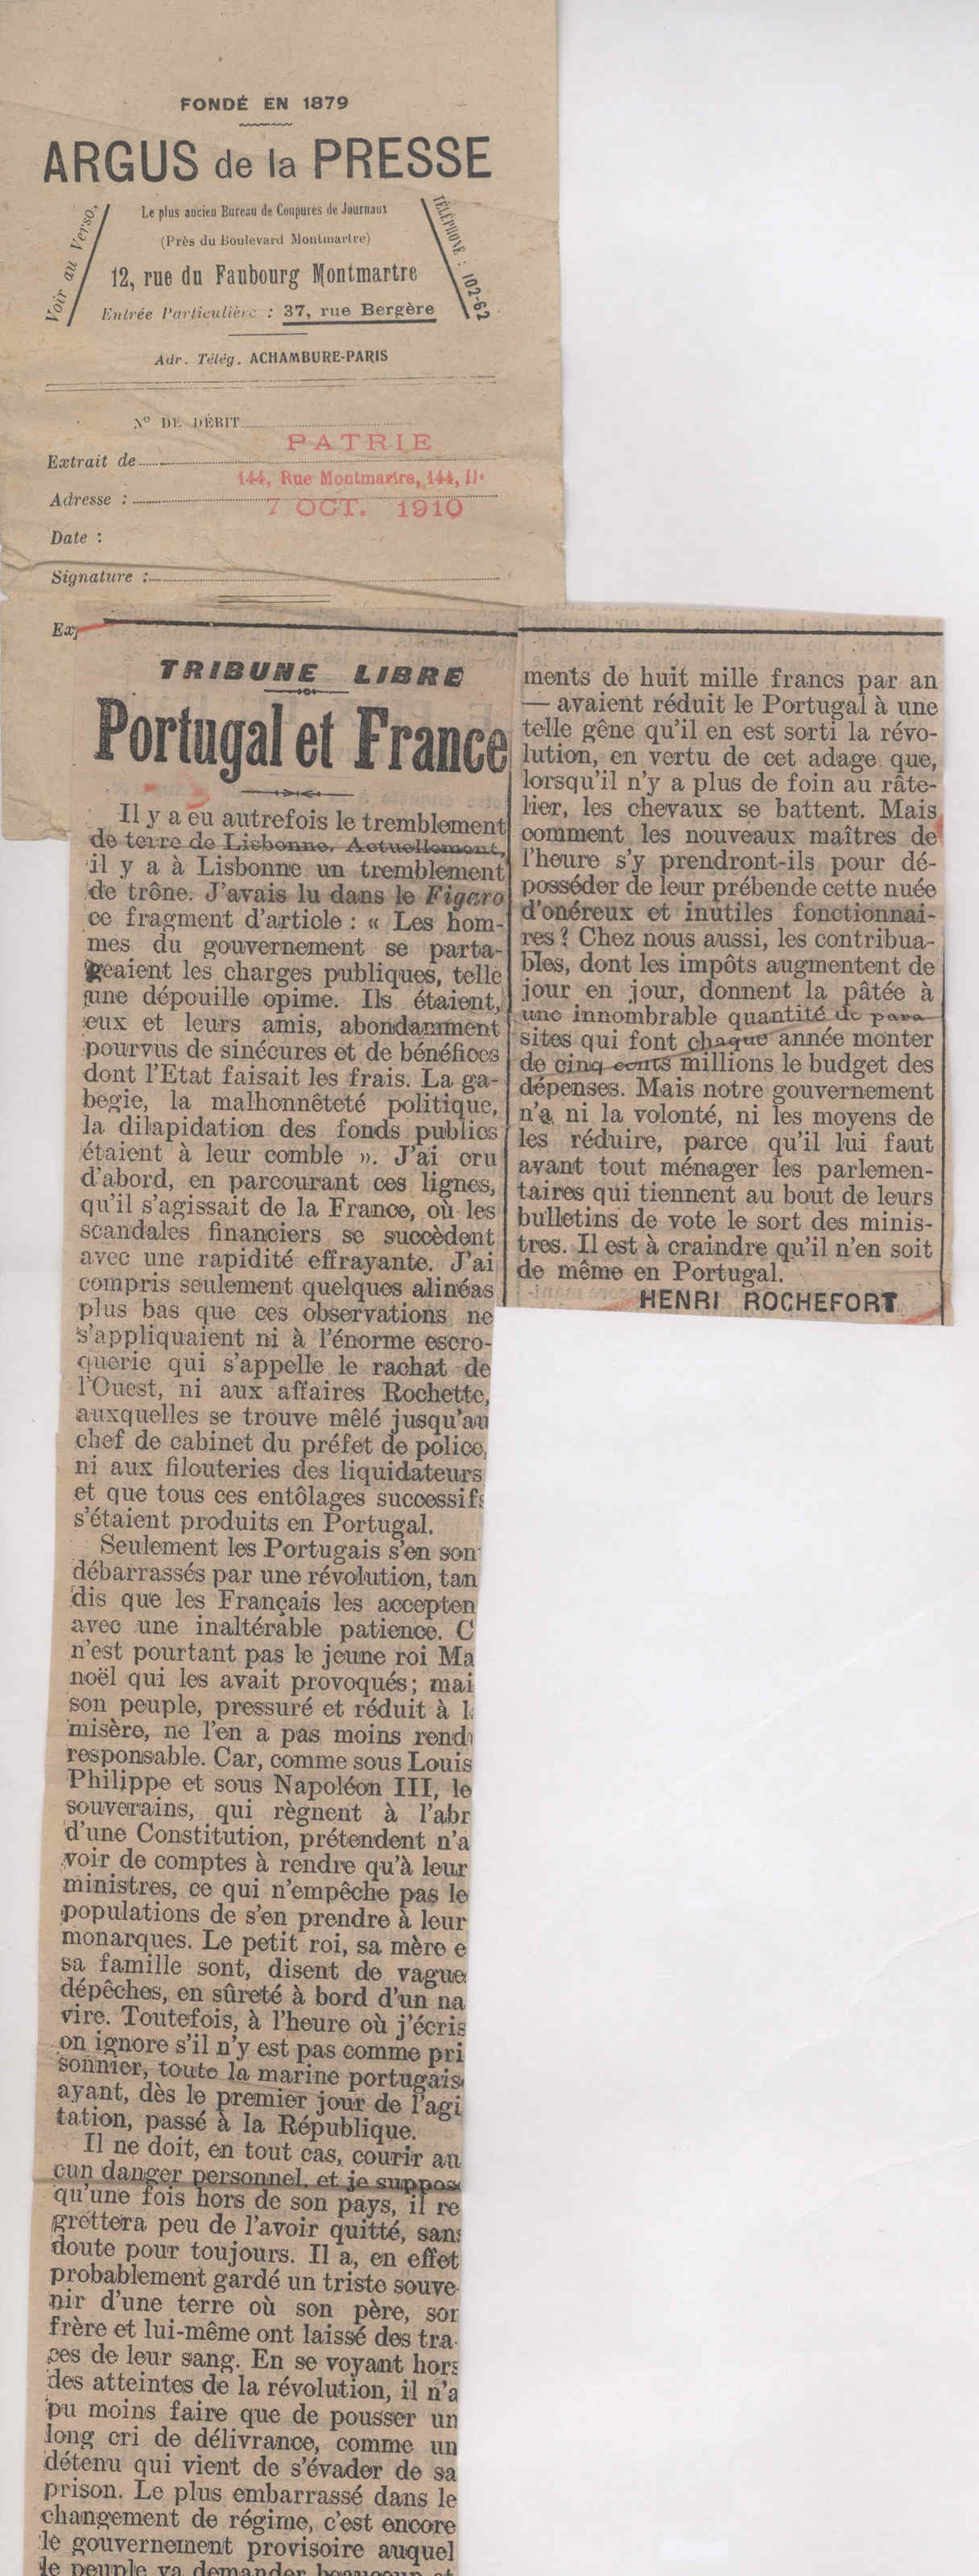 FONDÉ EN 1879
ARGUS de la PRESSE
Voir au Verso.
Le plus ancien Bureau de Coupures de Journaux
(Près du Boulevard Montmartre)
12, rue du Faubourg Montmartre
Entrée Particulière : 37, rue Bergère
TÉLÉPHONE : 102-62
Adr. Télég. ACHAMBURE-PARIS
N° DE DÉBIT
PATRIE
Extrait de
144, Rue Montmartre, 144, IIe
Adresse :
7 OCT. 1910
Date :
Signature :
Ex
TRIBUNE LIBRE
Portugal et France
Il y a eu autrefois le tremblement
de terre de Lisbonne. Actuellement,
il y a à Lisbonne un tremblement
de trône. J'avais lu dans le Figaro
ce fragment d'article : « Les hom-
mes du gouvernement se parta-
geaient les charges publiques, telle
une dépouille opime. Ils étaient,
eux et leurs amis, abondamment
pourvus de sinécures et de bénéfices
dont l'Etat faisait les frais. La ga-
begie, la malhonnêteté politique,
la dilapidation des fonds publics
étaient à leur comble ». J'ai cru
d'abord, en parcourant ces lignes,
qu'il s'agissait de la France, où les
scandales financiers se succèdent
avec une rapidité effrayante. J'ai
compris seulement quelques alinéas
plus bas que ces observations ne
s'appliquaient ni à l'énorme escro-
querie qui s'appelle le rachat de
l'Ouest, ni aux affaires Rochette,
auxquelles se trouve mêlé jusqu'au
chef de cabinet du préfet de police,
ni aux filouteries des liquidateurs
et que tous ces entôlages successifs
s'étaient produits en Portugal.
Seulement les Portugais s'en son
débarrassés par une révolution, tan
dis que les Français les accepten
avec une inaltérable patience. C
n'est pourtant pas le jeune roi Ma
noël qui les avait provoqués; mai
son peuple, pressuré et réduit à l
misère, ne l'en a pas moins rend
responsable. Car, comme sous Louis
Philippe et sous Napoléon III, le
souverains, qui règnent à l'abr
d'une Constitution, prétendent n'a
voir de comptes à rendre qu'à leur
ministres, ce qui n'empêche pas le
populations de s'en prendre à leur
monarques. Le petit roi, sa mère e
sa famille sont, disent de vague
dépêches, en sûreté à bord d'un na
vire. Toutefois, à l'heure où j'écris
on ignore s'il n'y est pas comme pri
sonnier, toute la marine portugais
ayant, dès le premier jour de l'agi
tation, passé à la République.
Il ne doit, en tout cas, courir au
cun danger personnel, et je suppos
qu'une fois hors de son pays, il re
grettera peu de l'avoir quitté, sans
doute pour toujours. Il a, en effet
probablement gardé un triste souve-
nir d'une terre où son père, son
frère et lui-même ont laissé des tra-
ces de leur sang. En se voyant hors
des atteintes de la révolution, il n'a
pu moins faire que de pousser un
long cri de délivrance, comme un
détenu qui vient de s'évader de sa
prison. Le plus embarrassé dans le
changement de régime, c'est encore
le gouvernement provisoire auquel
le peuple va demander beaucoup et
ments de huit mille francs par an
— avaient réduit le Portugal à une
telle gêne qu'il en est sorti la révo-
lution, en vertu de cet adage que,
lorsqu'il n'y a plus de foin au râte-
lier, les chevaux se battent. Mais
comment les nouveaux maîtres de
l'heure s'y prendront-ils pour dé-
posséder de leur prébende cette nuée
d'onéreux et inutiles fonctionnai-
res ? Chez nous aussi, les contribua-
bles, dont les impôts augmentent de
jour en jour, donnent la pâtée à
une innombrable quantité de para
sites qui font chaque année monter
de cinq cents millions le budget des
dépenses. Mais notre gouvernement
n'a ni la volonté, ni les moyens de
les réduire, parce qu'il lui faut
avant tout ménager les parlemen-
taires qui tiennent au bout de leurs
bulletins de vote le sort des minis-
tres. Il est à craindre qu'il n'en soit
de même en Portugal.
HENRI ROCHEFORT